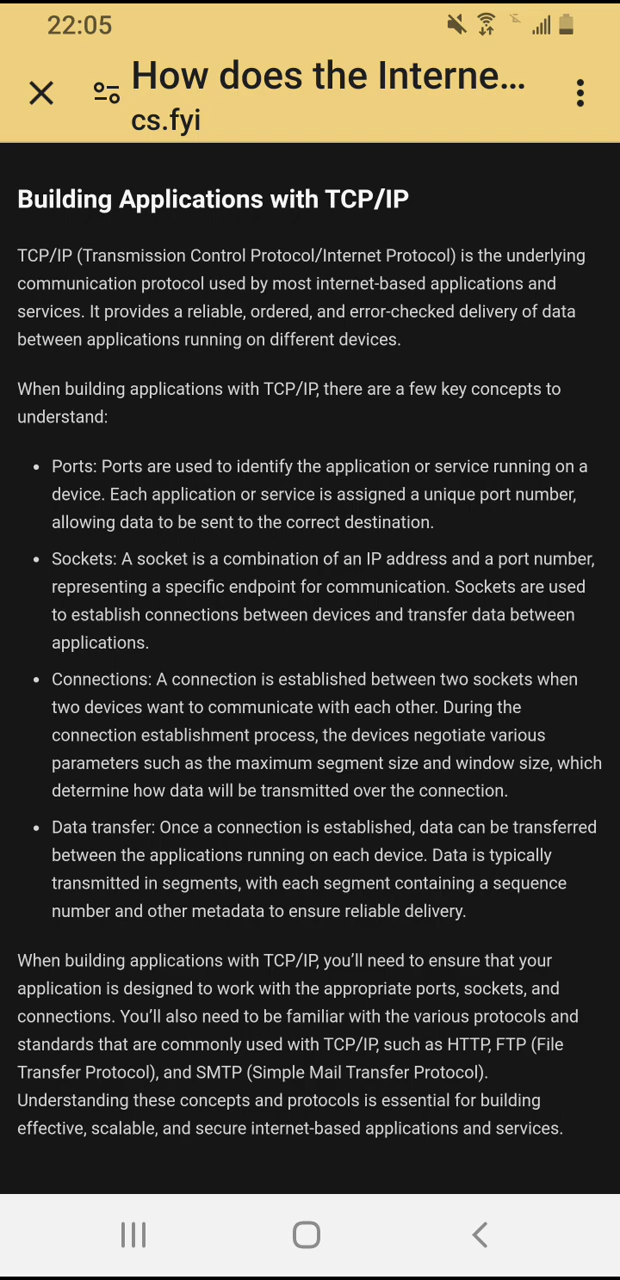 22:05
How does the Interne...
cs.fyi
Building Applications with TCP/IP
TCP/IP (Transmission Control Protocol/Internet Protocol) is the underlying
communication protocol used by most internet-based applications and
services. It provides a reliable, ordered, and error-checked delivery of data
between applications running on different devices.
When building applications with TCP/IP, there are a few key concepts to
understand:
• Ports: Ports are used to identify the application or service running on a
device. Each application or service is assigned a unique port number,
allowing data to be sent to the correct destination.
• Sockets: A socket is a combination of an IP address and a port number,
representing a specific endpoint for communication. Sockets are used
to establish connections between devices and transfer data between
applications.
• Connections: A connection is established between two sockets when
two devices want to communicate with each other. During the
connection establishment process, the devices negotiate various
parameters such as the maximum segment size and window size, which
determine how data will be transmitted over the connection.
• Data transfer: Once a connection is established, data can be transferred
between the applications running on each device. Data is typically
transmitted in segments, with each segment containing a sequence
number and other metadata to ensure reliable delivery.
When building applications with TCP/IP, you’ll need to ensure that your
application is designed to work with the appropriate ports, sockets, and
connections. You’ll also need to be familiar with the various protocols and
standards that are commonly used with TCP/IP, such as HTTP, FTP (File
Transfer Protocol), and SMTP (Simple Mail Transfer Protocol).
Understanding these concepts and protocols is essential for building
effective, scalable, and secure internet-based applications and services.